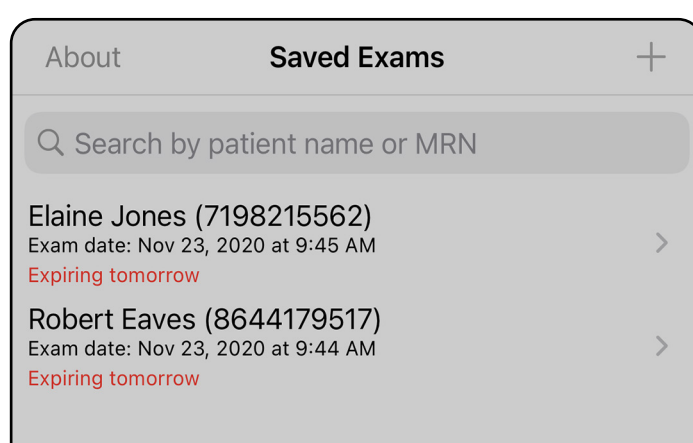 About Saved Exams +
Search by patient name or MRN
Elaine Jones (7198215562)
Exam date: Nov 23, 2020 at 9:45 AM
Expiring tomorrow
Robert Eaves (8644179517)
Exam date: Nov 23, 2020 at 9:44 AM
Expiring tomorrow